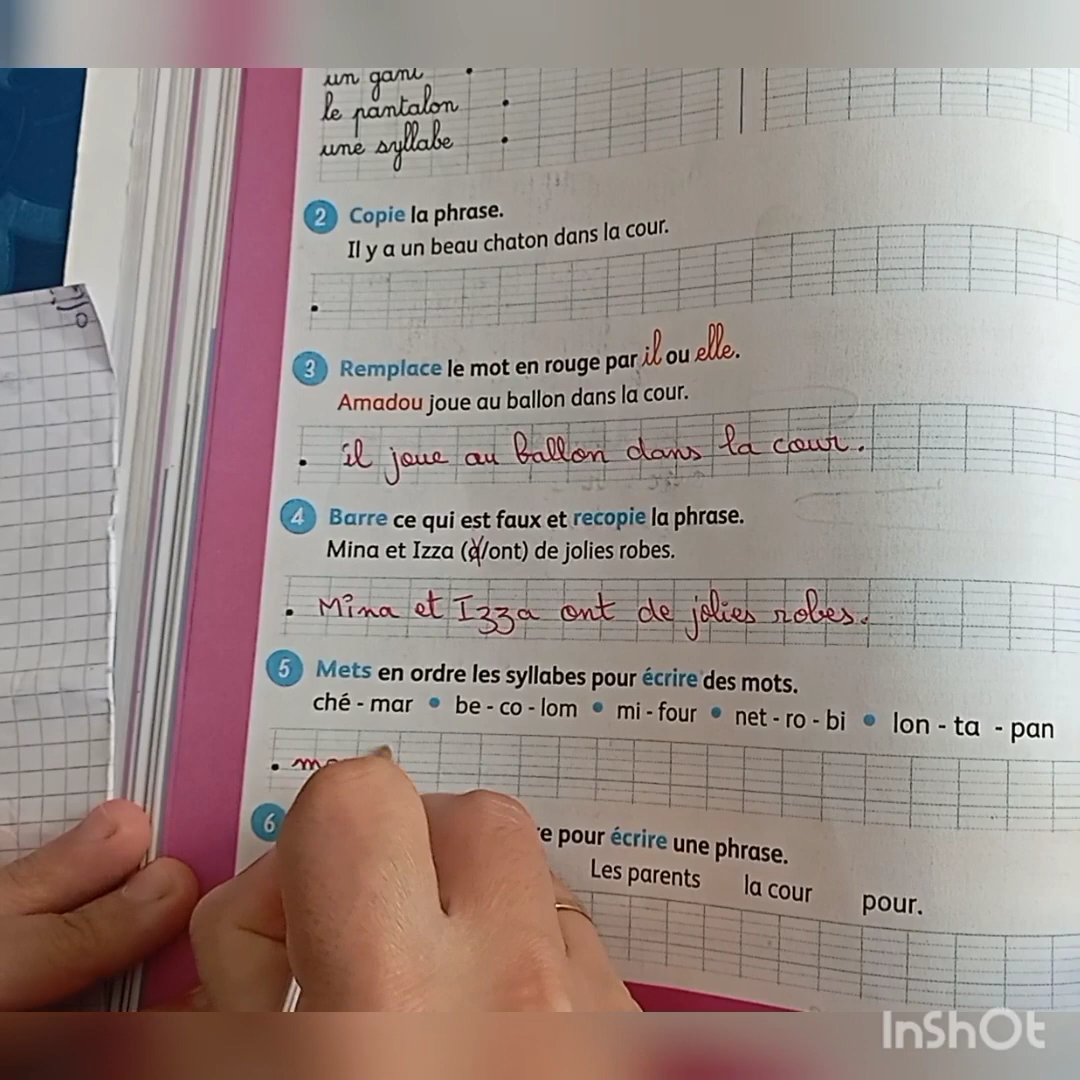 un gant
le pantalon
une syllabe
2 Copie la phrase.
Il y a un beau chaton dans la cour.
3 Remplace le mot en rouge par il ou elle.
Amadou joue au ballon dans la cour.
. il joue au ballon dans la cour.
4 Barre ce qui est faux et recopie la phrase.
Mina et Izza (a/ont) de jolies robes.
. Mina et Izza ont de jolies robes.
5 Mets en ordre les syllabes pour écrire des mots.
ché - mar • be - co - lom • mi - four • net - ro - bi • lon - ta - pan
6 pour écrire une phrase.
Les parents la cour pour.
InShOt